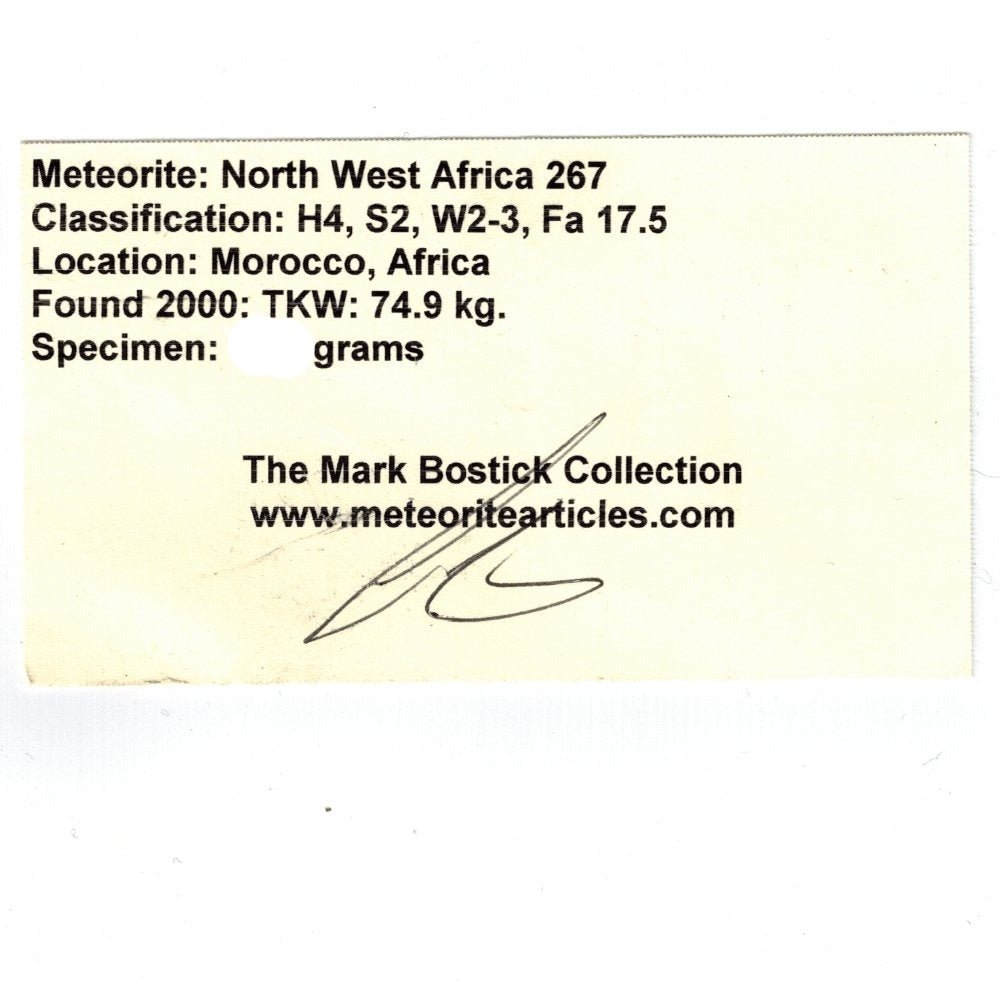 Meteorite: North West Africa 267
Classification: H4, S2, W2-3, Fa 17.5
Location: Morocco, Africa
Found 2000: TKW: 74.9 kg.
Specimen: grams
The Mark Bostick Collection
www.meteoritearticles.com